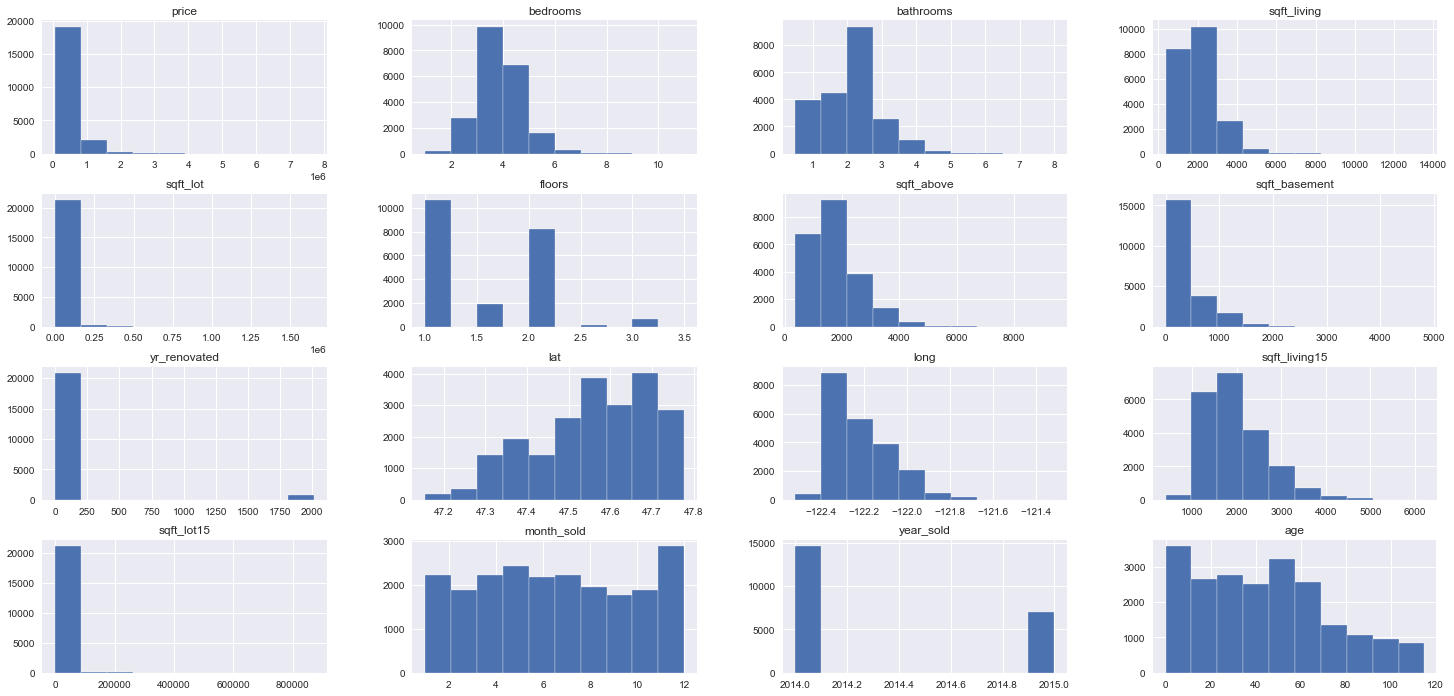 price
20000
15000
10000
5000
0
0 1 2 3 4 5 6 7 8
1e6
bedrooms
10000
8000
6000
4000
2000
0
2 4 6 8 10
bathrooms
8000
6000
4000
2000
0
1 2 3 4 5 6 7 8
sqft_living
10000
8000
6000
4000
2000
0
0 2000 4000 6000 8000 10000 12000 14000
sqft_lot
20000
15000
10000
5000
0
0.00 0.25 0.50 0.75 1.00 1.25 1.50
1e6
floors
10000
8000
6000
4000
2000
0
1.0 1.5 2.0 2.5 3.0 3.5
sqft_above
8000
6000
4000
2000
0
0 2000 4000 6000 8000
sqft_basement
15000
10000
5000
0
0 1000 2000 3000 4000 5000
yr_renovated
20000
15000
10000
5000
0
0 250 500 750 1000 1250 1500 1750 2000
lat
4000
3000
2000
1000
0
47.2 47.3 47.4 47.5 47.6 47.7 47.8
long
8000
6000
4000
2000
0
−122.4 −122.2 −122.0 −121.8 −121.6 −121.4
sqft_living15
6000
4000
2000
0
1000 2000 3000 4000 5000 6000
sqft_lot15
20000
15000
10000
5000
0
0 200000 400000 600000 800000
month_sold
3000
2000
1000
0
2 4 6 8 10 12
year_sold
15000
10000
5000
0
2014.0 2014.2 2014.4 2014.6 2014.8 2015.0
age
3000
2000
1000
0
0 20 40 60 80 100 120